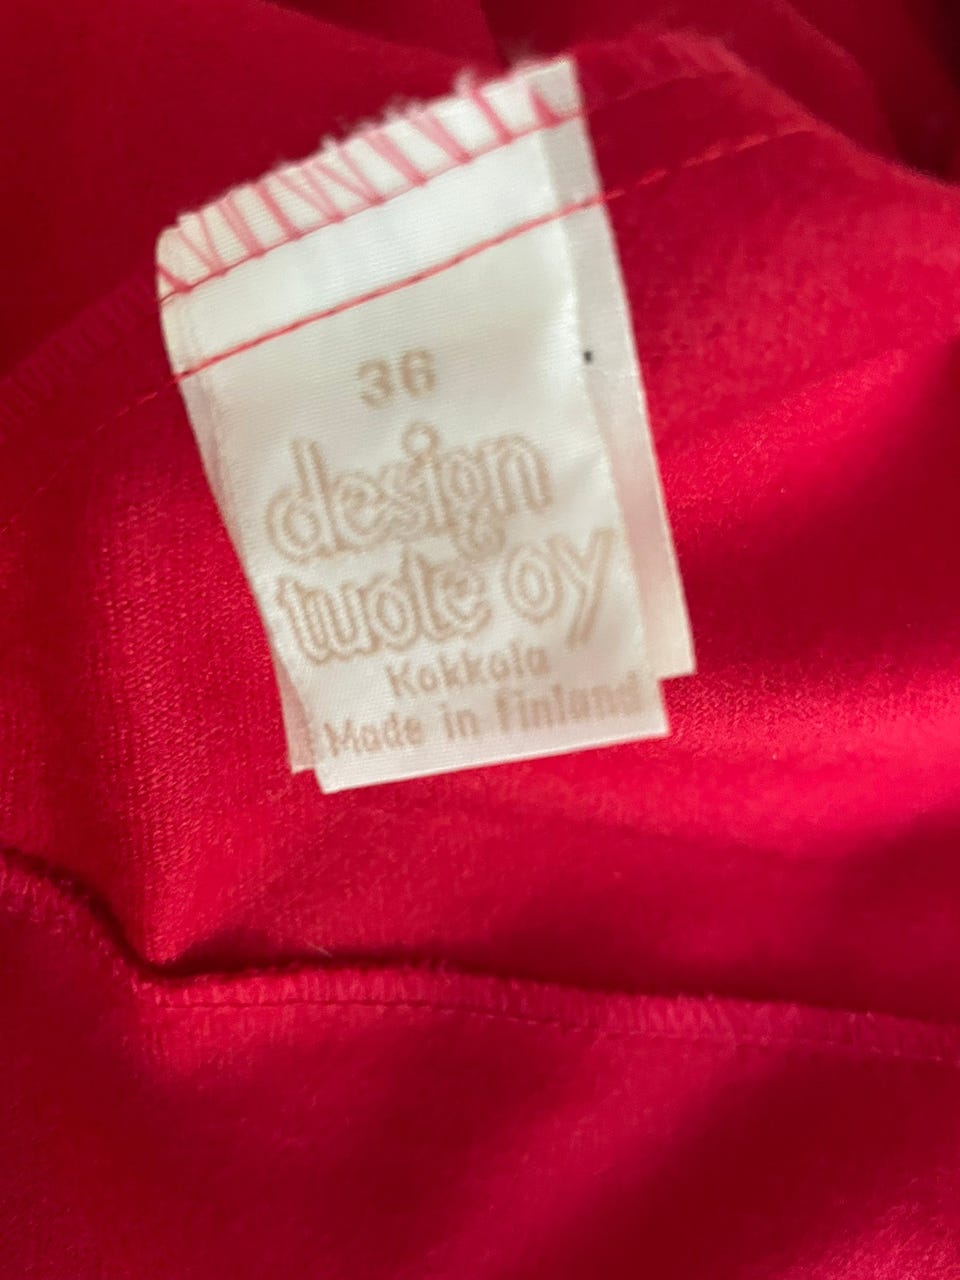 36
design
tuote oy
Kokkola
Made in Finland